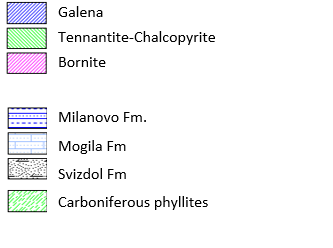 Galena
Tennantite-Chalcopyrite
Bornite
Milanovo Fm.
Mogila Fm
Svizdol Fm
Carboniferous phyllites